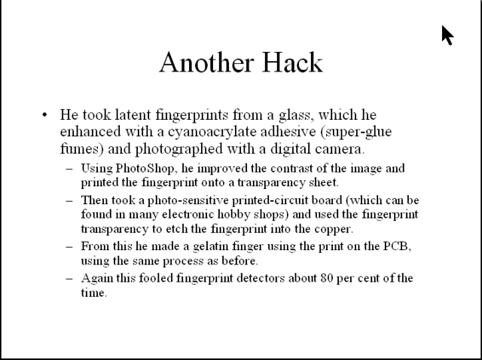 Another Hack
• He took latent fingerprints from a glass, which he
enhanced with a cyanoacrylate adhesive (super-glue
fumes) and photographed with a digital camera.
– Using PhotoShop, he improved the contrast of the image and
printed the fingerprint onto a transparency sheet.
– Then took a photo-sensitive printed-circuit board (which can be
found in many electronic hobby shops) and used the fingerprint
transparency to etch the fingerprint into the copper.
– From this he made a gelatin finger using the print on the PCB,
using the same process as before.
– Again this fooled fingerprint detectors about 80 per cent of the
time.